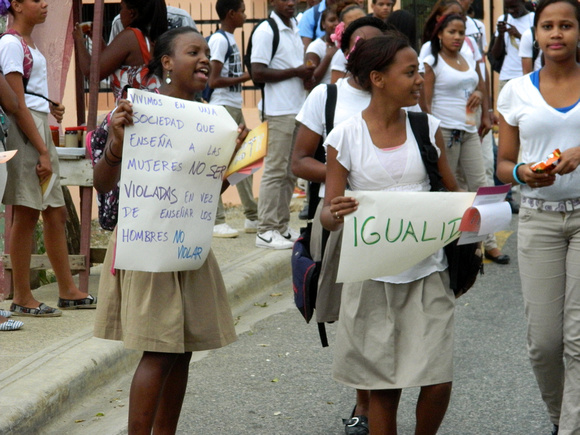 VIVIMOS EN UNA
SOCIEDAD QUE
ENSEÑA A LAS
MUJERES NO SER
VIOLADAS EN VEZ
DE ENSEÑAR LOS
HOMBRES NO
VIOLAR
IGUALID